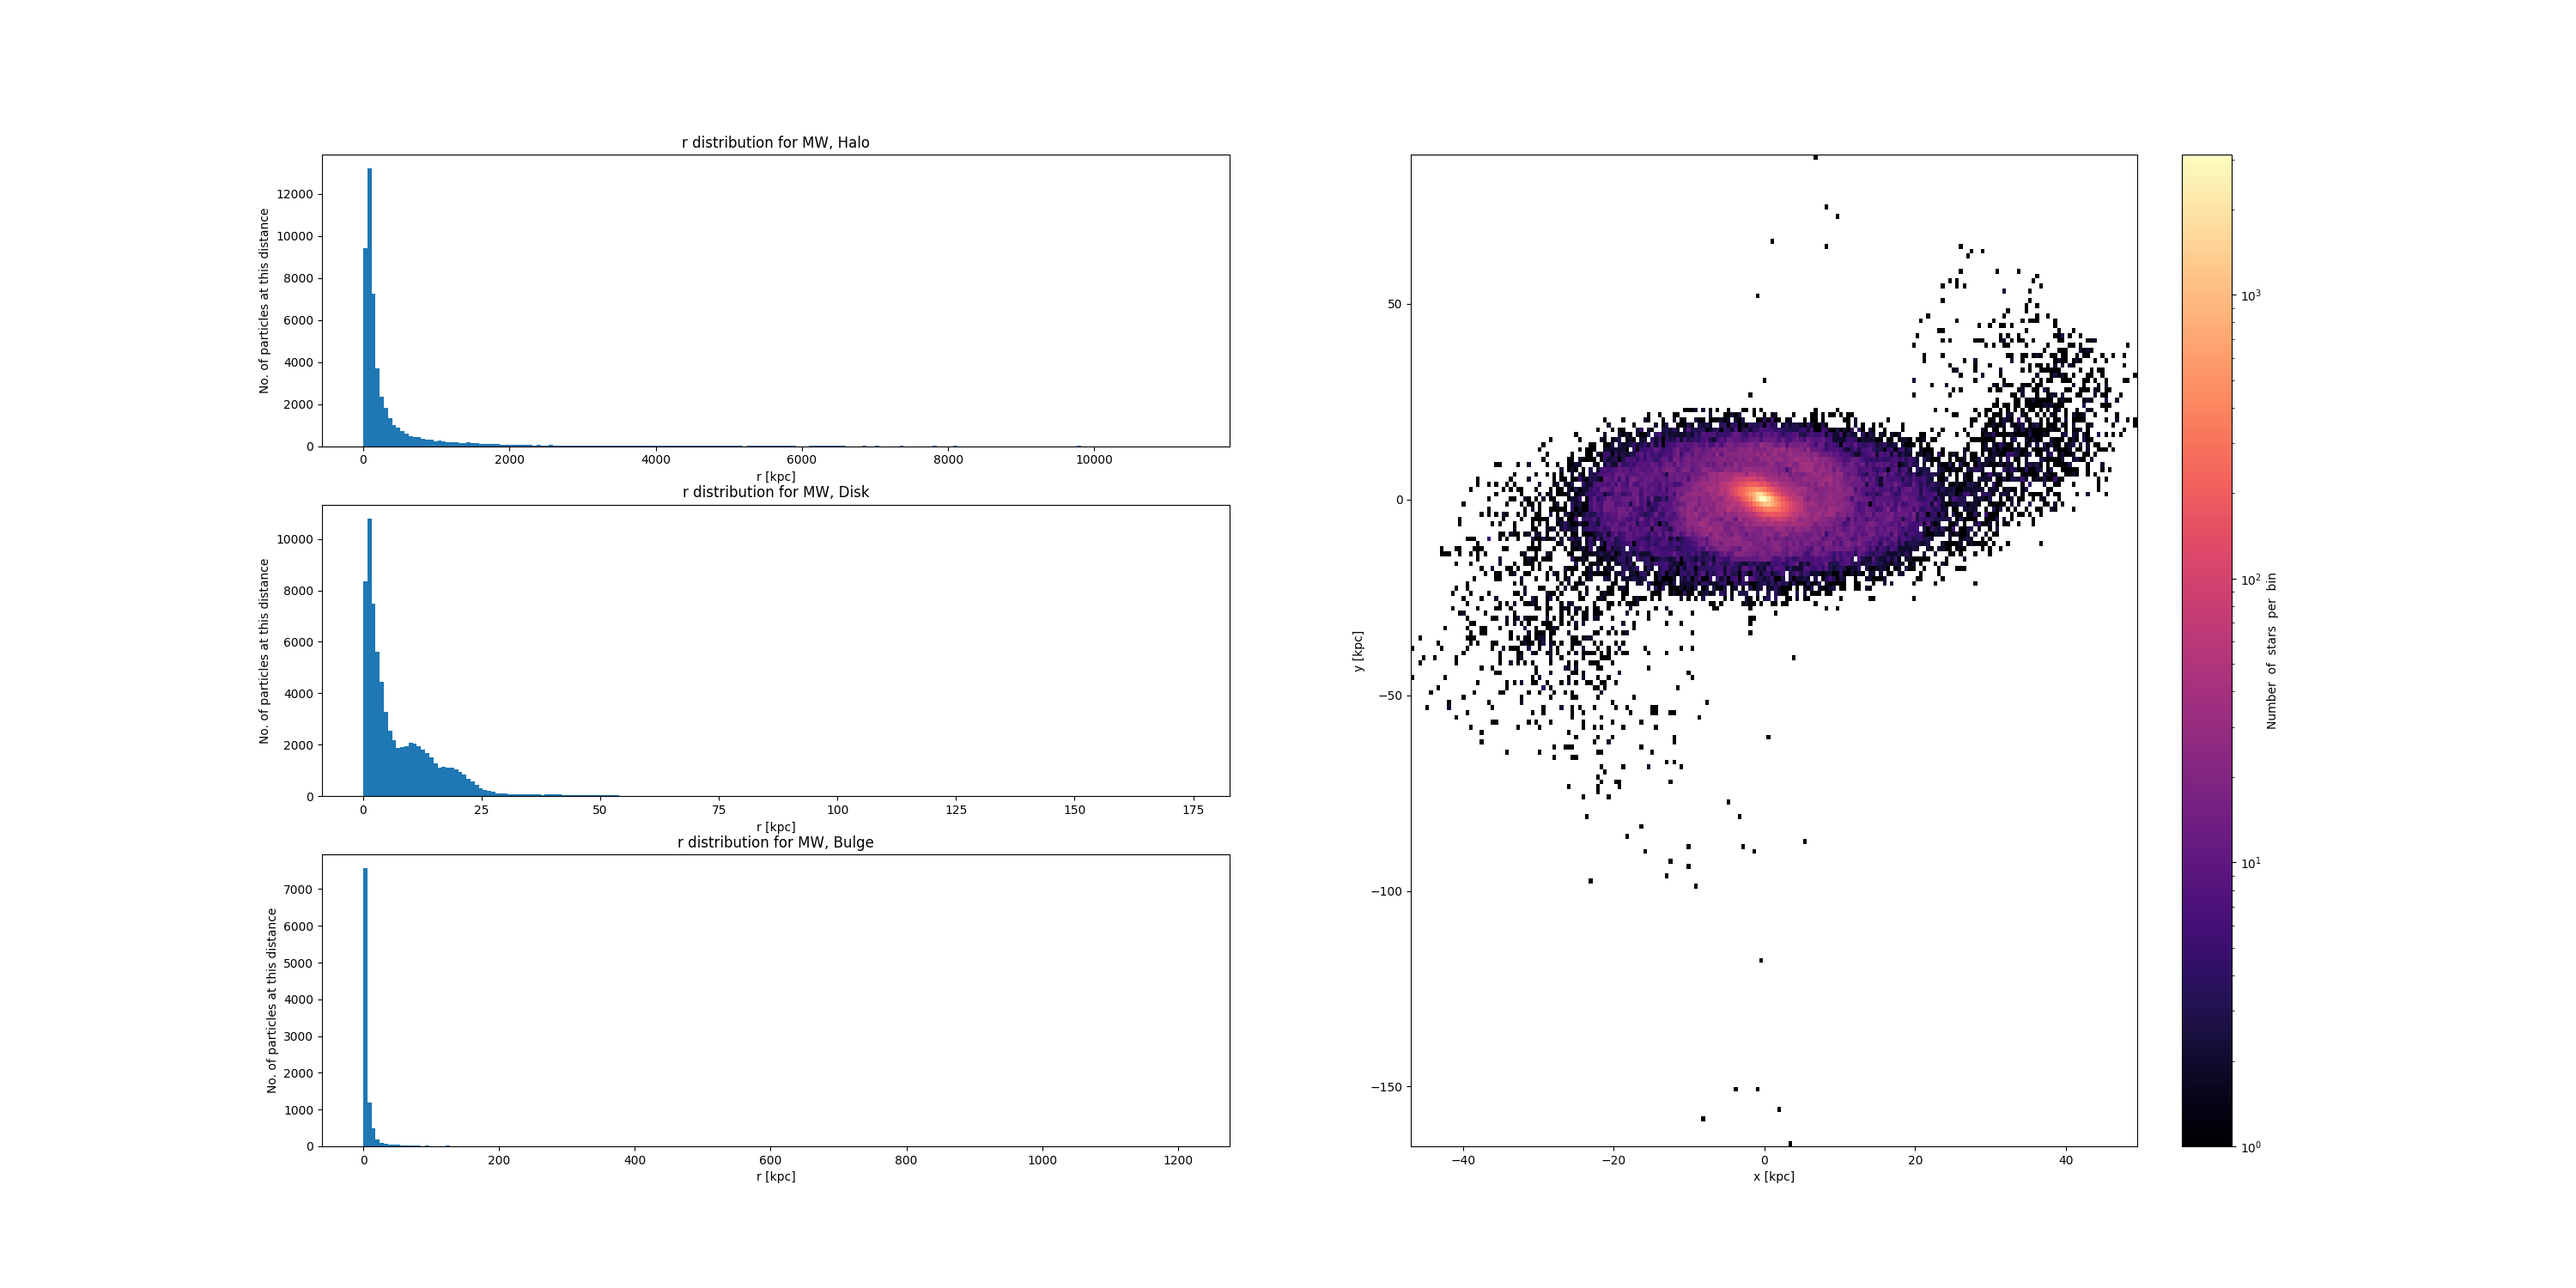 r distribution for MW, Halo
No. of particles at this distance
12000
10000
8000
6000
4000
2000
0
0 2000 4000 6000 8000 10000
r [kpc]
r distribution for MW, Disk
No. of particles at this distance
10000
8000
6000
4000
2000
0
0 25 50 75 100 125 150 175
r [kpc]
r distribution for MW, Bulge
No. of particles at this distance
7000
6000
5000
4000
3000
2000
1000
0
0 200 400 600 800 1000 1200
r [kpc]
y [kpc]
50
0
−50
−100
−150
−40 −20 0 20 40
x [kpc]
10³
10²
10¹
10⁰
Number of stars per bin